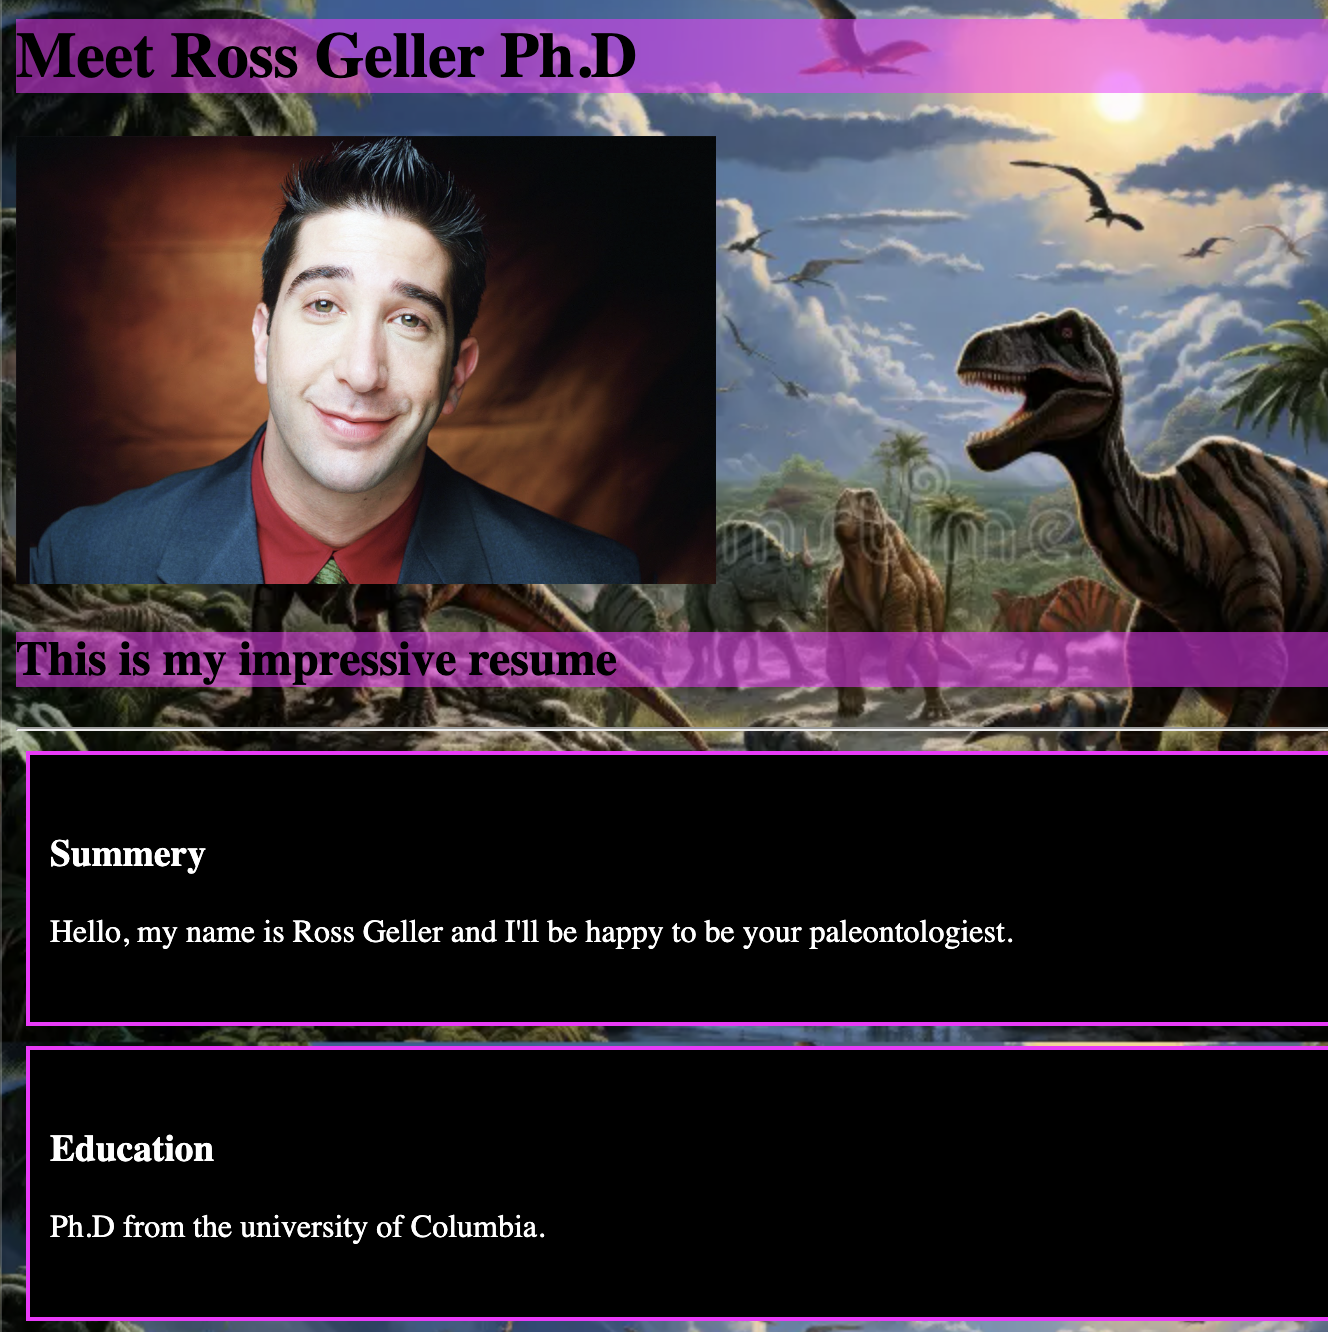 Meet Ross Geller Ph.D
This is my impressive resume
Summery
Hello, my name is Ross Geller and I'll be happy to be your paleontologiest.
Education
Ph.D from the university of Columbia.